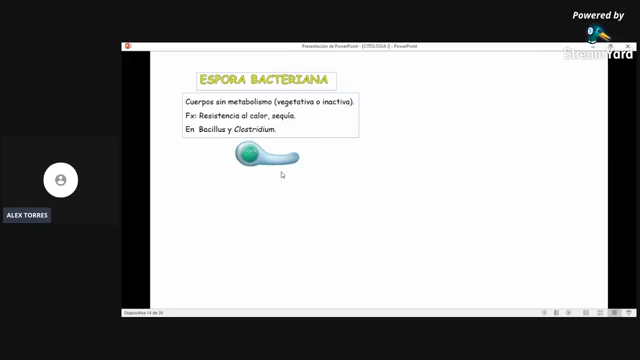 Powered by
StreamYard
Presentación de PowerPoint - [CITOLOGIA I] - PowerPoint
ESPORA BACTERIANA
Cuerpos sin metabolismo (vegetativa o inactiva).
Fx: Resistencia al calor, sequía.
En Bacillus y Clostridium.
ALEX TORRES